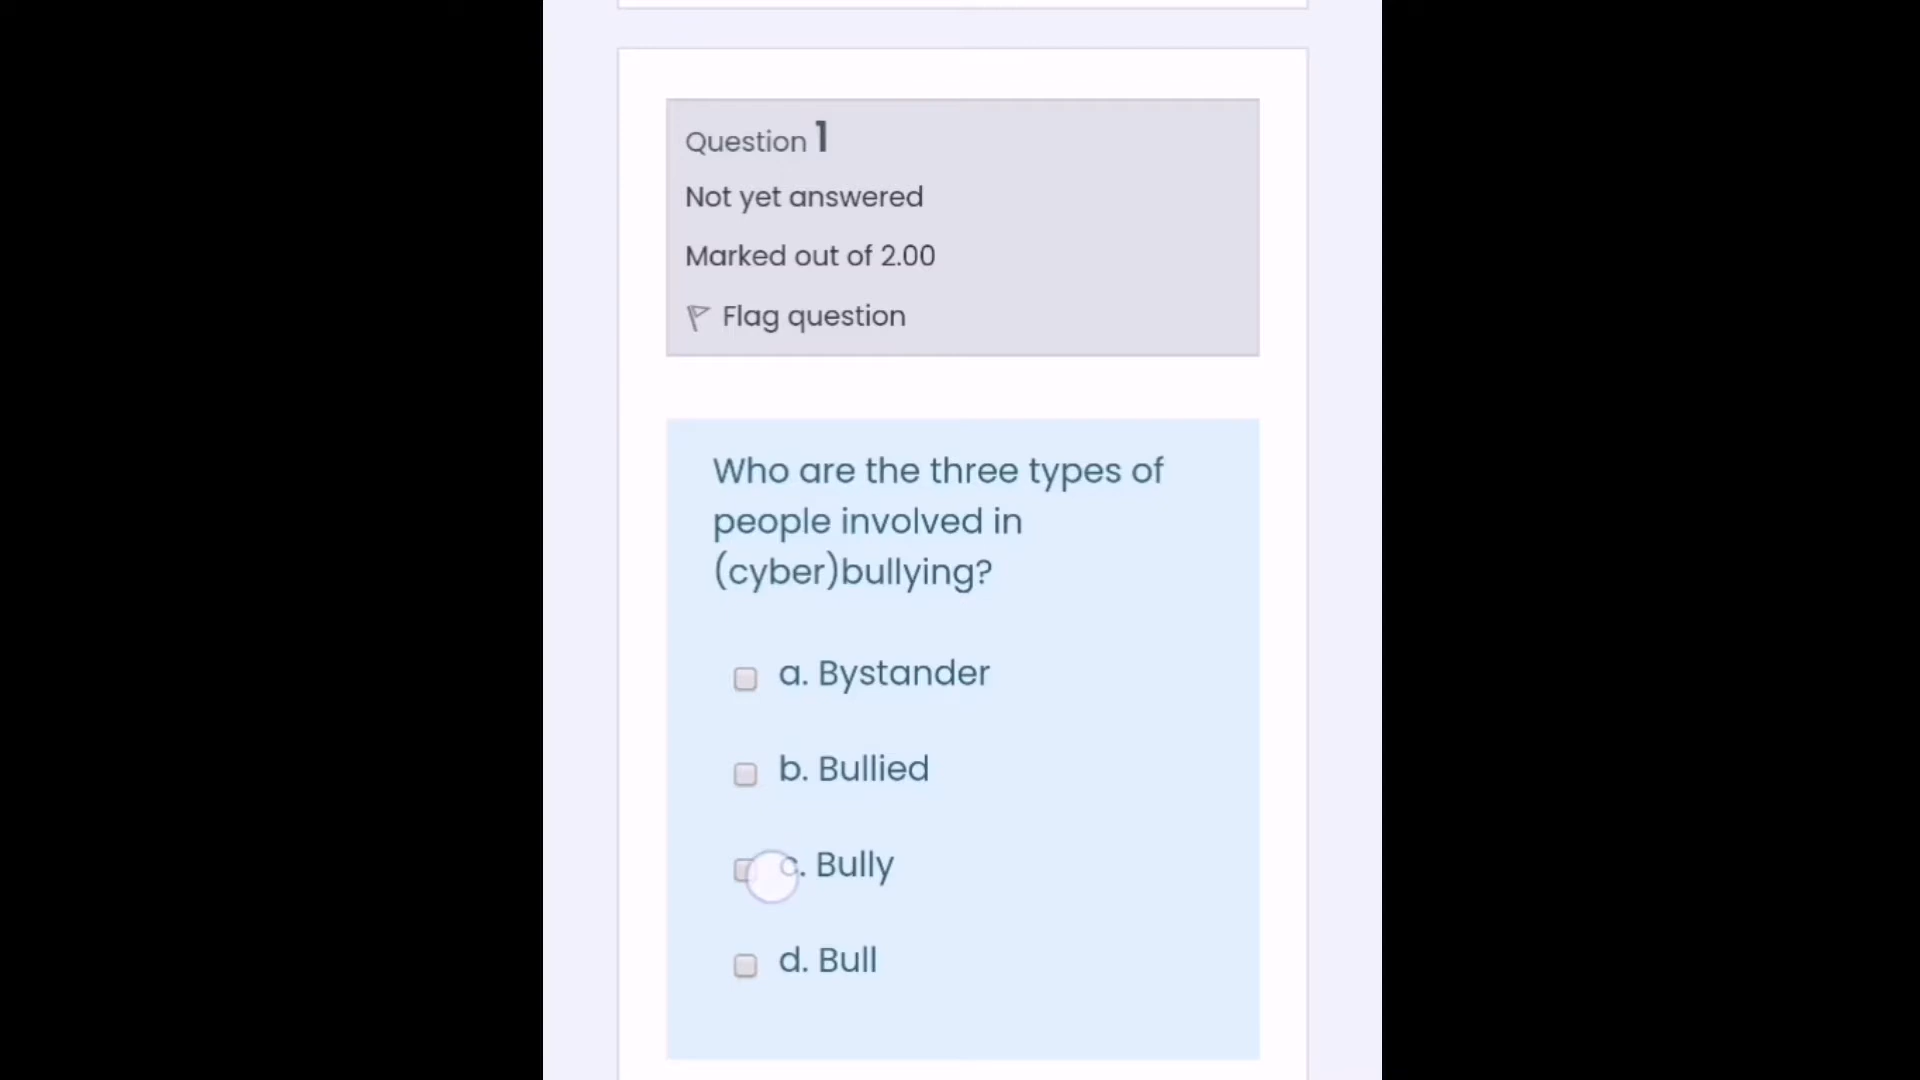 Question 1
Not yet answered
Marked out of 2.00
Flag question
Who are the three types of
people involved in
(cyber)bullying?
a. Bystander
b. Bullied
c. Bully
d. Bull